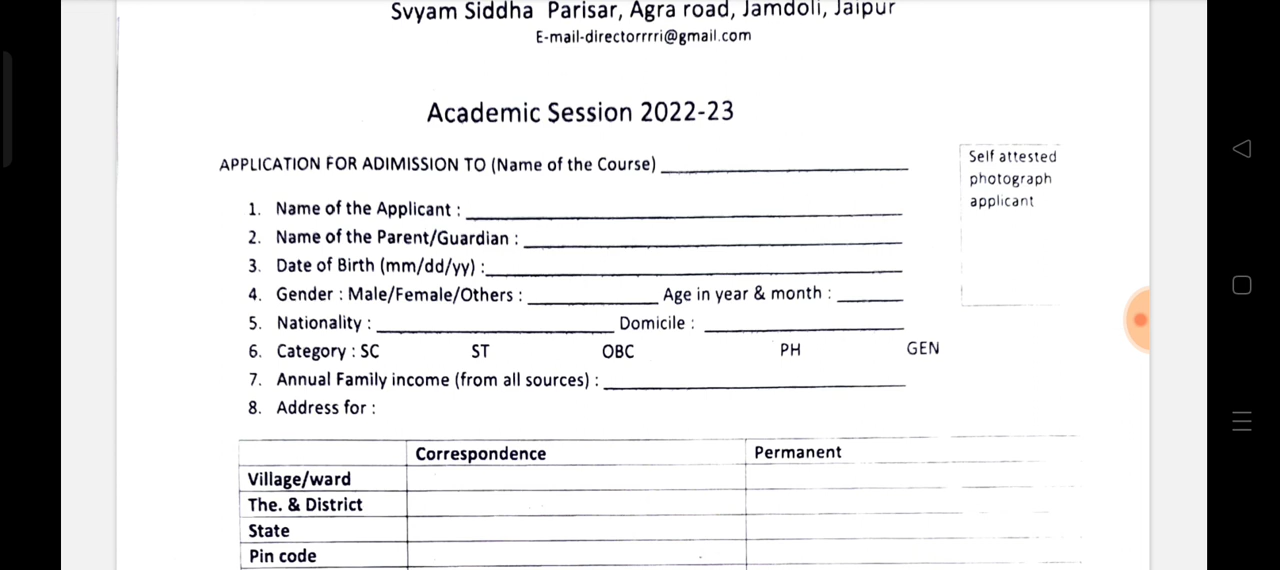 Svyam Siddha Parisar, Agra road, Jamdoli, Jaipur
E-mail-directorrrri@gmail.com
Academic Session 2022-23
APPLICATION FOR ADIMISSION TO (Name of the Course)
Self attested
photograph
applicant
1. Name of the Applicant :
2. Name of the Parent/Guardian :
3. Date of Birth (mm/dd/yy) :
4. Gender : Male/Female/Others : Age in year & month :
5. Nationality : Domicile :
6. Category : SC ST OBC PH GEN
7. Annual Family income (from all sources) :
8. Address for :
Correspondence Permanent
Village/ward
The. & District
State
Pin code